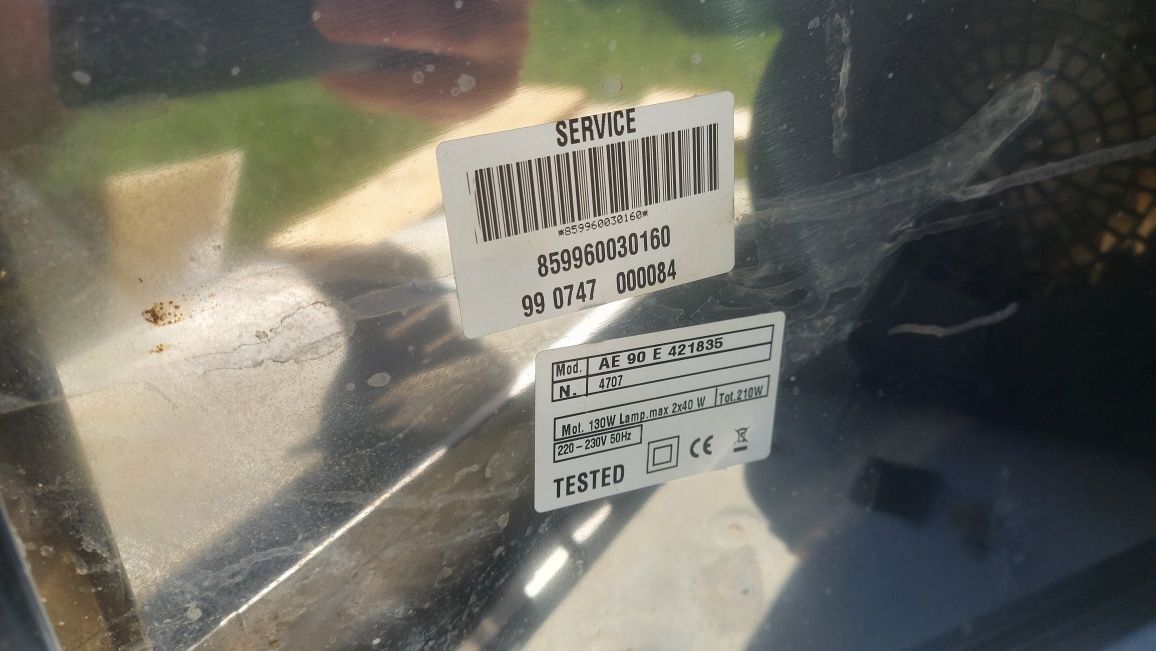 SERVICE
*859960030160*
859960030160
99 0747 000084
Mod. AE 90 E 421835
N. 4707
Mot. 130W Lamp.max 2x40 W Tot.210W
220-230V 50Hz
CE
TESTED